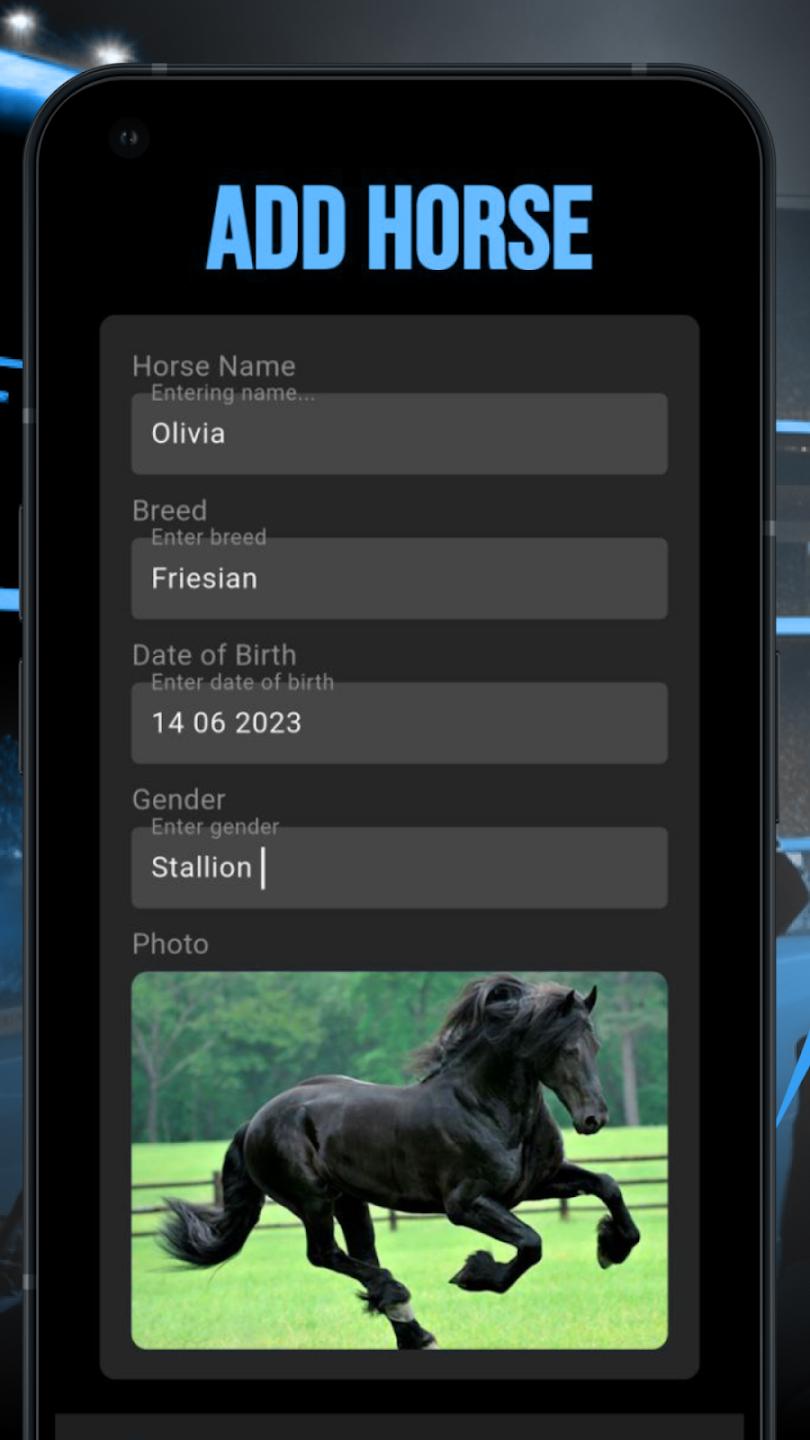 ADD HORSE
Horse Name
Entering name...
Olivia
Breed
Enter breed
Friesian
Date of Birth
Enter date of birth
14 06 2023
Gender
Enter gender
Stallion
Photo